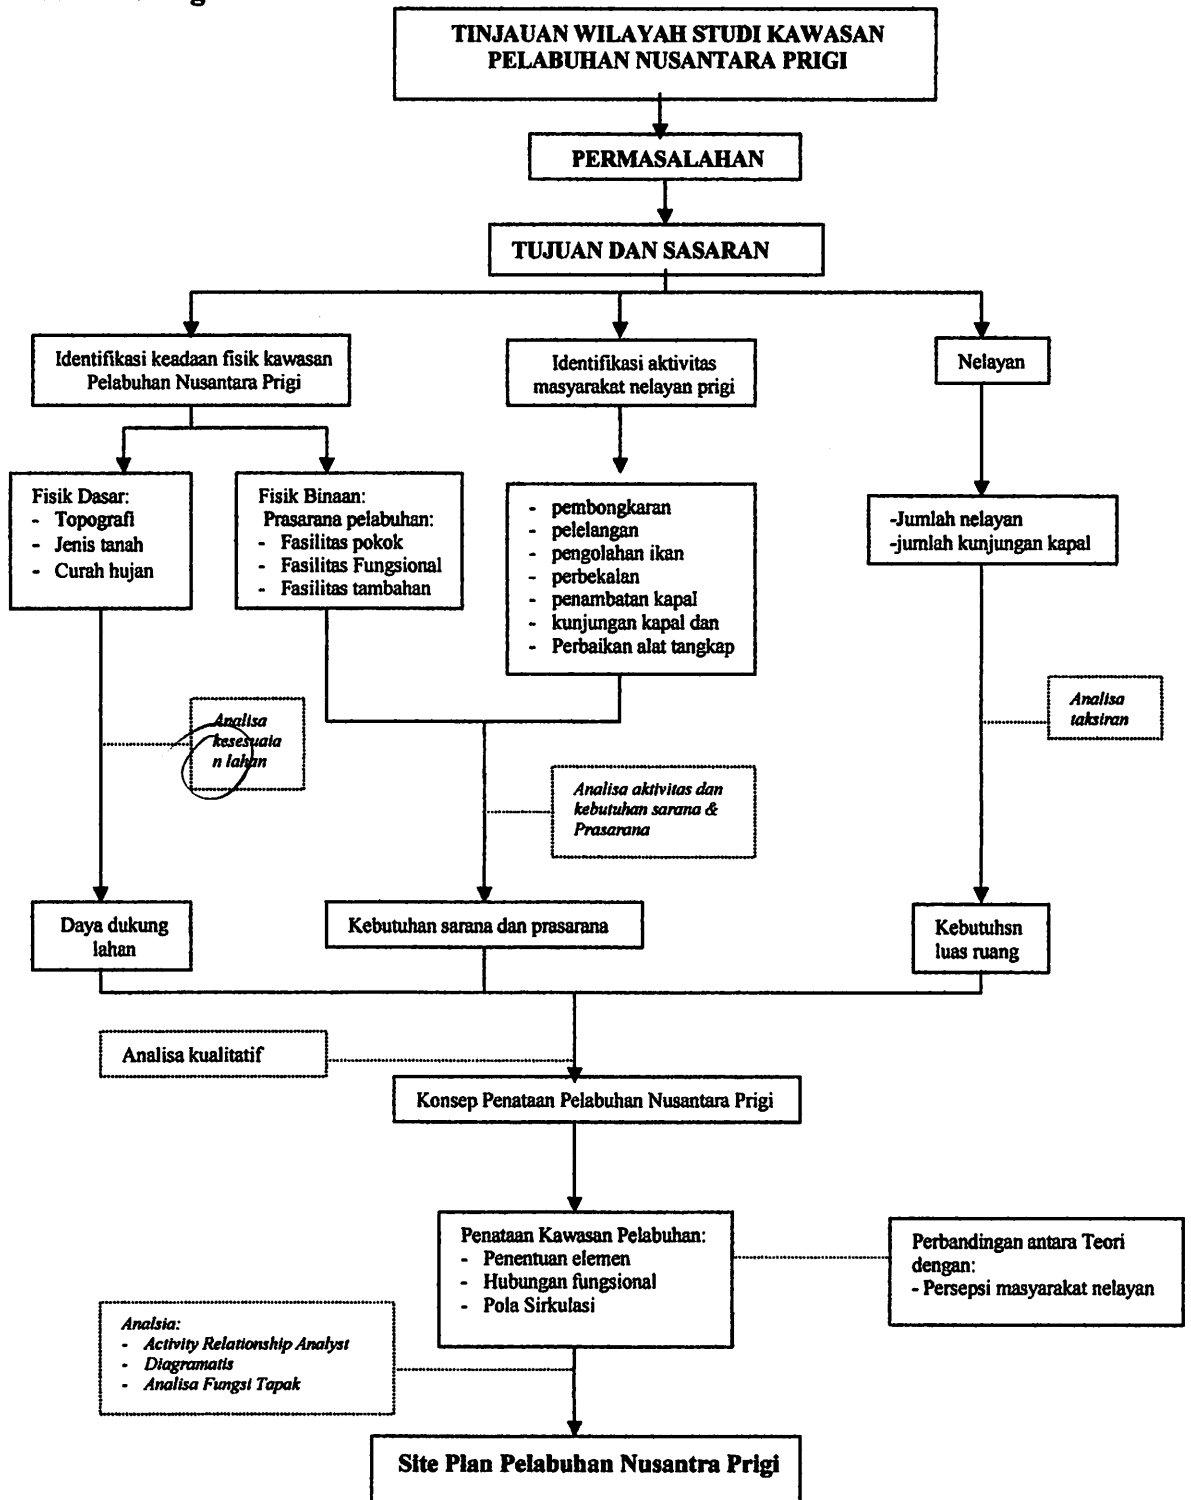 TINJAUAN WILAYAH STUDI KAWASAN
PELABUHAN NUSANTARA PRIGI
PERMASALAHAN
TUJUAN DAN SASARAN
Identifikasi keadaan fisik kawasan
Pelabuhan Nusantara Prigi
Identifikasi aktivitas
masyarakat nelayan prigi
Nelayan
Fisik Dasar:
- Topografi
- Jenis tanah
- Curah hujan
Fisik Binaan:
Prasarana pelabuhan:
- Fasilitas pokok
- Fasilitas Fungsional
- Fasilitas tambahan
- pembongkaran
- pelelangan
- pengolahan ikan
- perbekalan
- penambatan kapal
- kunjungan kapal dan
- Perbaikan alat tangkap
-Jumlah nelayan
-jumlah kunjungan kapal
Analisa
kesesuaia
n lahan
Analisa
taksiran
Analisa aktivitas dan
kebutuhan sarana &
Prasarana
Daya dukung
lahan
Kebutuhan sarana dan prasarana
Kebutuhsn
luas ruang
Analisa kualitatif
Konsep Penataan Pelabuhan Nusantara Prigi
Penataan Kawasan Pelabuhan:
- Penentuan elemen
- Hubungan fungsional
- Pola Sirkulasi
Perbandingan antara Teori
dengan:
- Persepsi masyarakat nelayan
Analsia:
- Activity Relationship Analyst
- Diagramatis
- Analisa Fungsi Tapak
Site Plan Pelabuhan Nusantra Prigi